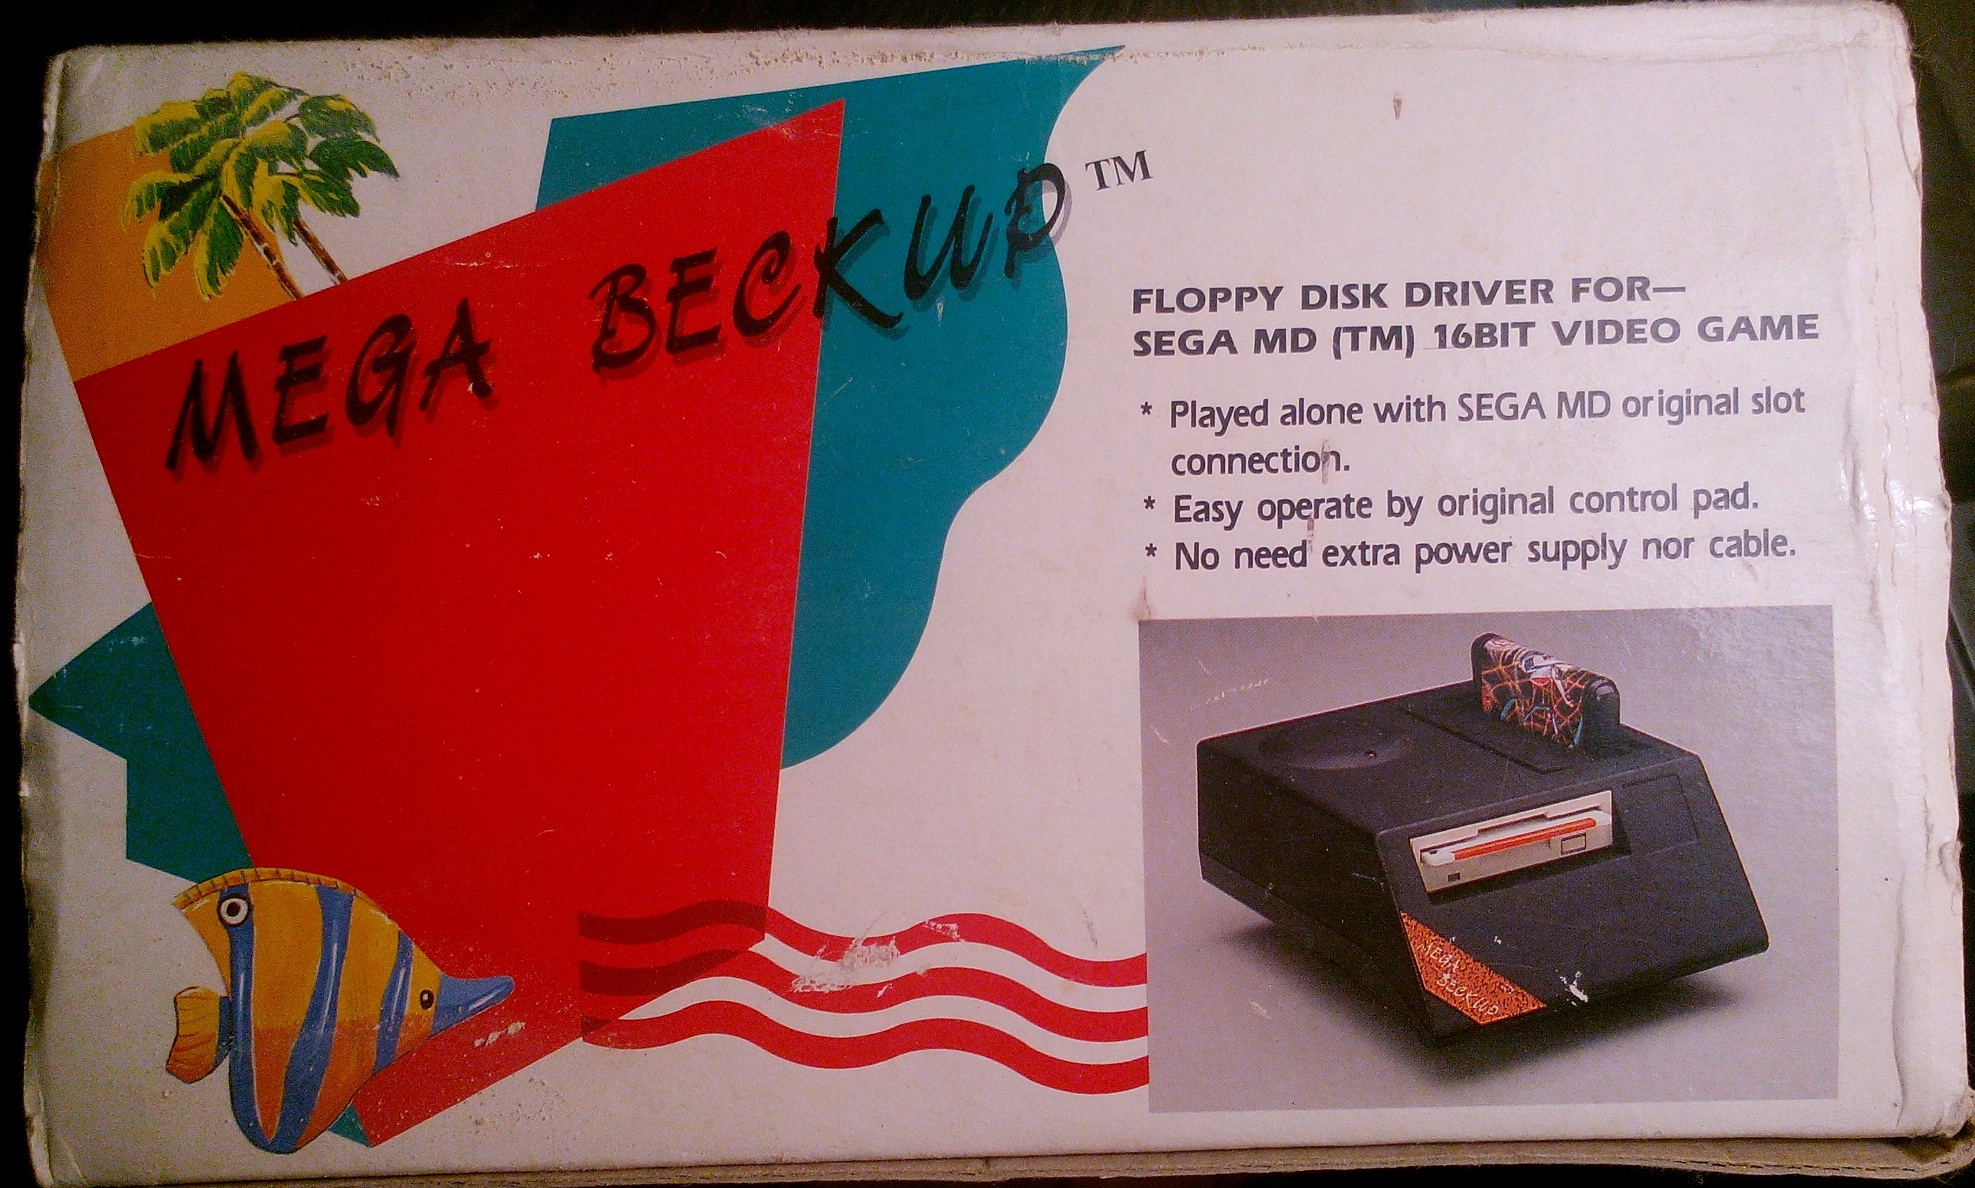 MEGA BECKUP TM
FLOPPY DISK DRIVER FOR—
SEGA MD (TM) 16BIT VIDEO GAME
* Played alone with SEGA MD original slot
connection.
* Easy operate by original control pad.
* No need extra power supply nor cable.
MEGA
BECKUP